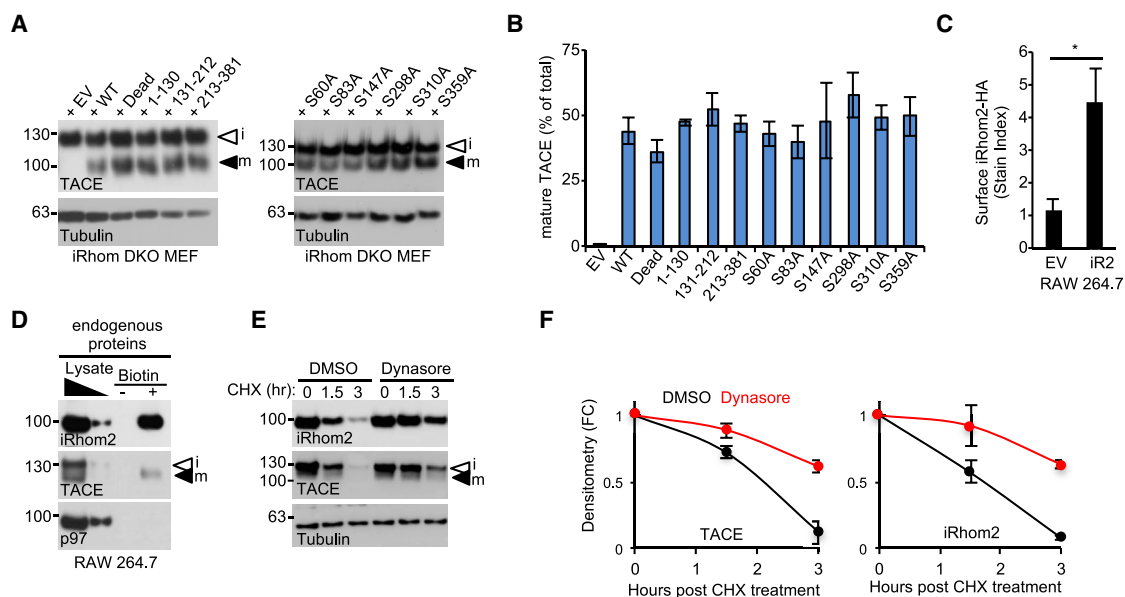 A
+ EV
+ WT
+ Dead
+ 1-130
+ 131-212
+ 213-381
130
100
i
m
TACE
63
Tubulin
iRhom DKO MEF
+ S60A
+ S83A
+ S147A
+ S298A
+ S310A
+ S359A
130
100
i
m
TACE
63
Tubulin
iRhom DKO MEF
B
mature TACE (% of total)
75
50
25
0
EV
WT
Dead
1-130
131-212
213-381
S60A
S83A
S147A
S298A
S310A
S359A
C
Surface iRhom2-HA
(Stain Index)
6
5
4
3
2
1
0
*
EV iR2
RAW 264.7
D
endogenous
proteins
Lysate Biotin
- +
100
iRhom2
130
100
i
m
TACE
100
p97
RAW 264.7
E
DMSO Dynasore
CHX (hr): 0 1.5 3 0 1.5 3
100
iRhom2
130
100
i
m
TACE
63
Tubulin
F
Densitometry (FC)
DMSO Dynasore
1
0.5
0
TACE
0 1 2 3
Hours post CHX treatment
1
0.5
0
iRhom2
0 1 2 3
Hours post CHX treatment